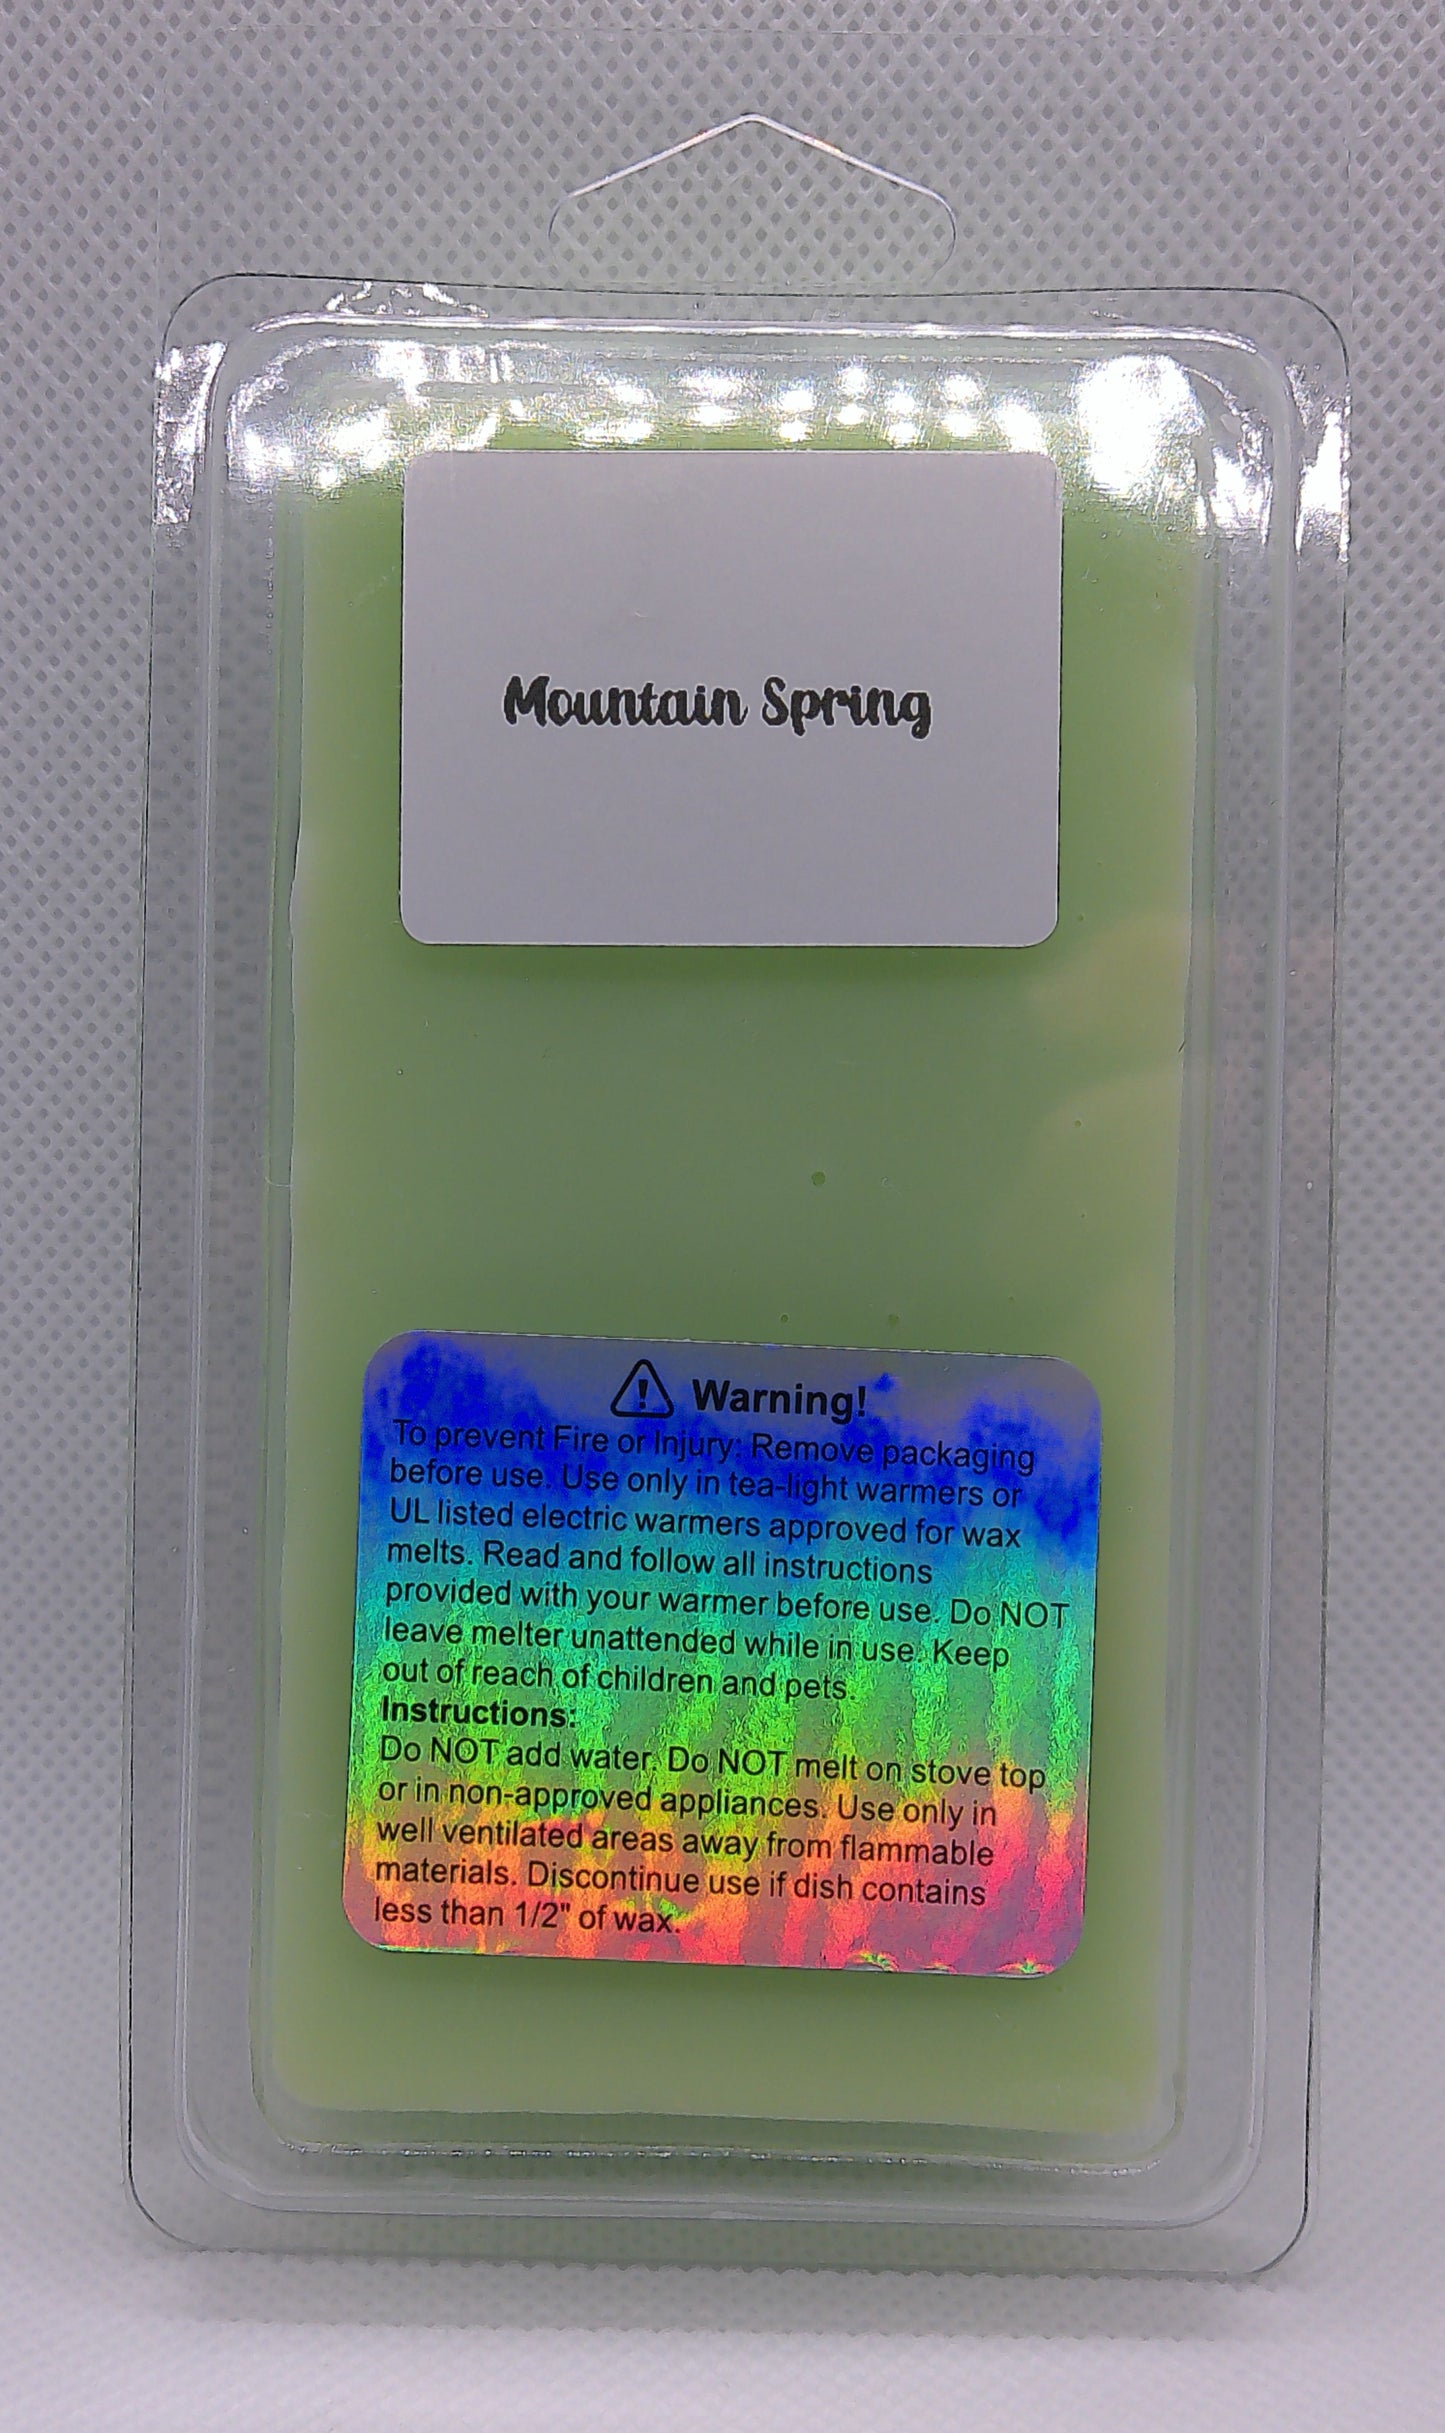 Mountain Spring
Warning!
To prevent Fire or Injury: Remove packaging
before use. Use only in tea-light warmers or
UL listed electric warmers approved for wax
melts. Read and follow all instructions
provided with your warmer before use. Do NOT
leave melter unattended while in use. Keep
out of reach of children and pets.
Instructions:
Do NOT add water. Do NOT melt on stove top
or in non-approved appliances. Use only in
well ventilated areas away from flammable
materials. Discontinue use if dish contains
less than 1/2" of wax.